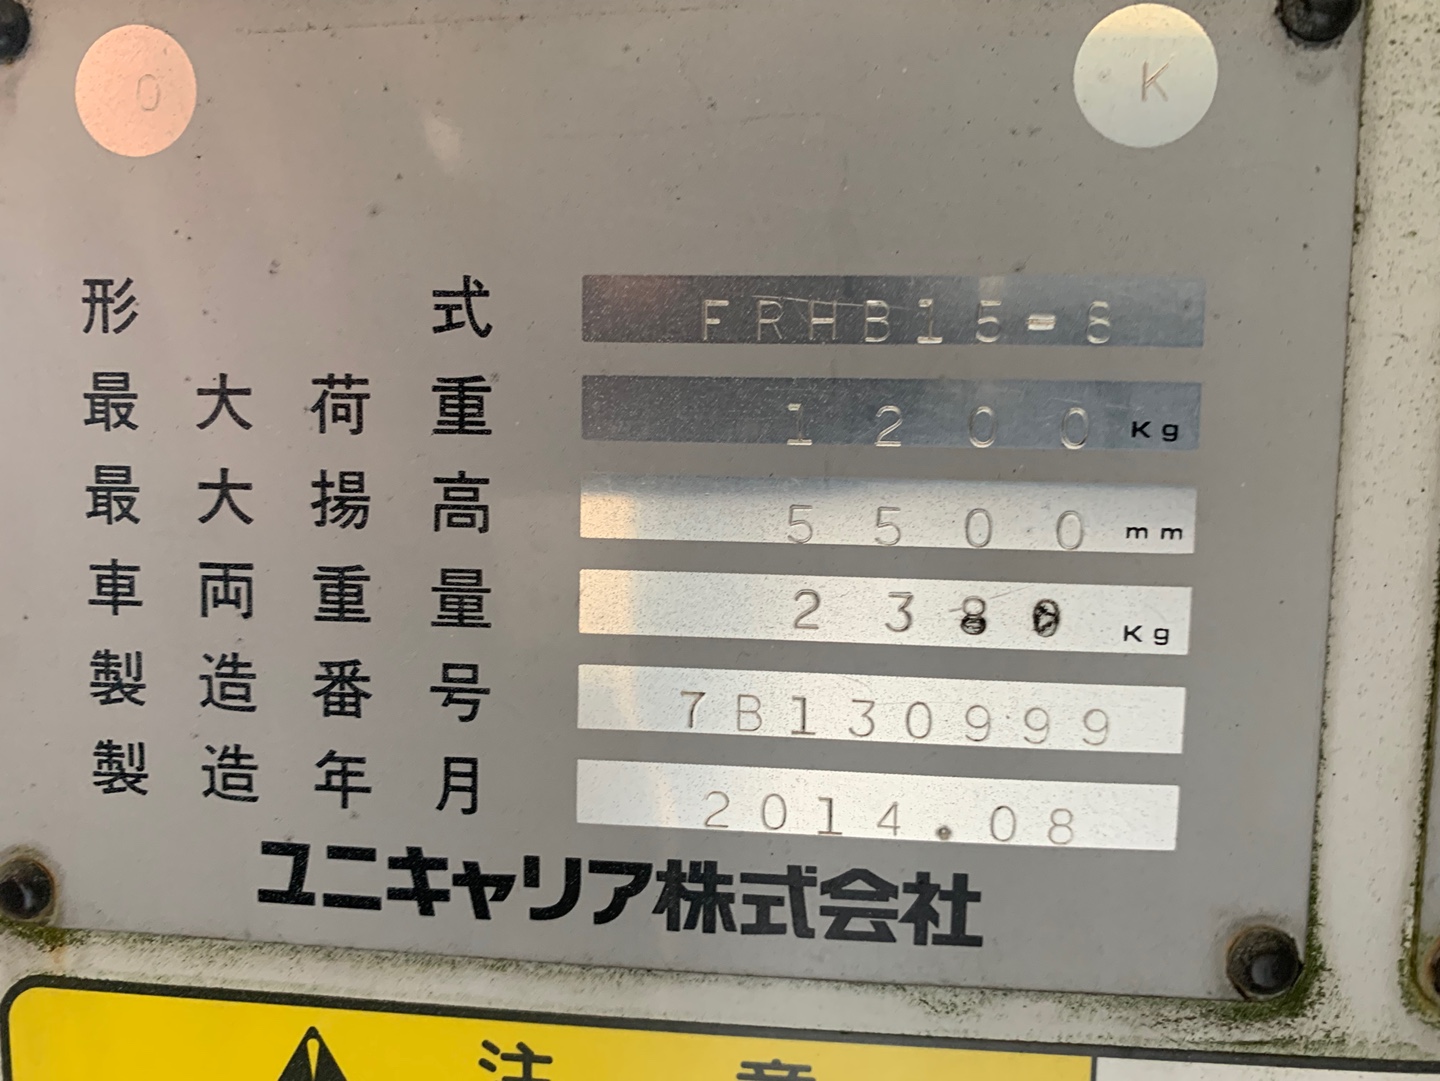 O K
形式 FRHB15-8
最大荷重 1200 Kg
最大揚高 5500 mm
車両重量 2380 Kg
製造番号 7B130999
製造年月 2014.08
ユニキャリア株式会社
注意